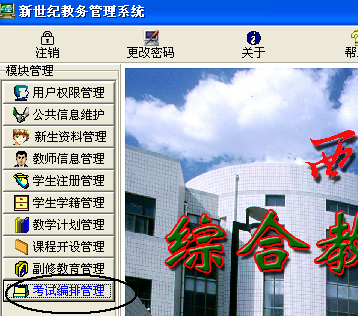 新世纪教务管理系统
注销
更改密码
关于
模块管理
用户权限管理
公共信息维护
新生资料管理
教师信息管理
学生注册管理
学生学籍管理
教学计划管理
课程开设管理
副修教育管理
考试编排管理
西
综合教